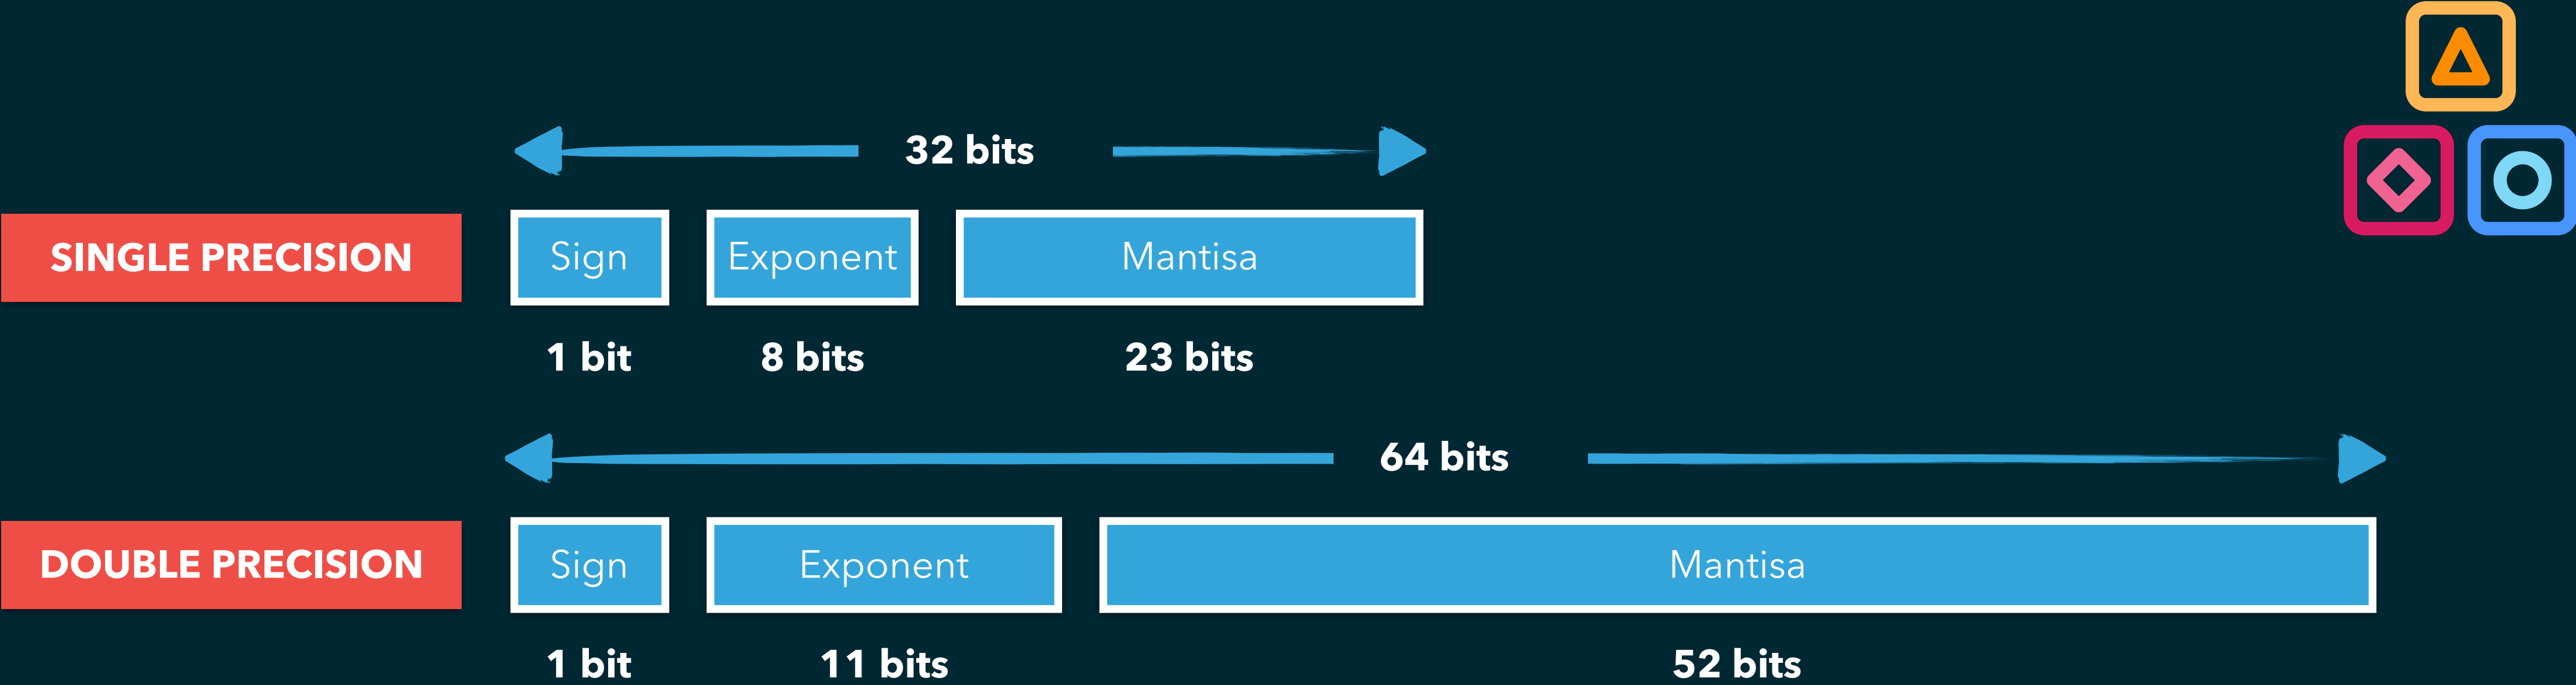 32 bits
SINGLE PRECISION
Sign
Exponent
Mantisa
1 bit
8 bits
23 bits
64 bits
DOUBLE PRECISION
Sign
Exponent
Mantisa
1 bit
11 bits
52 bits